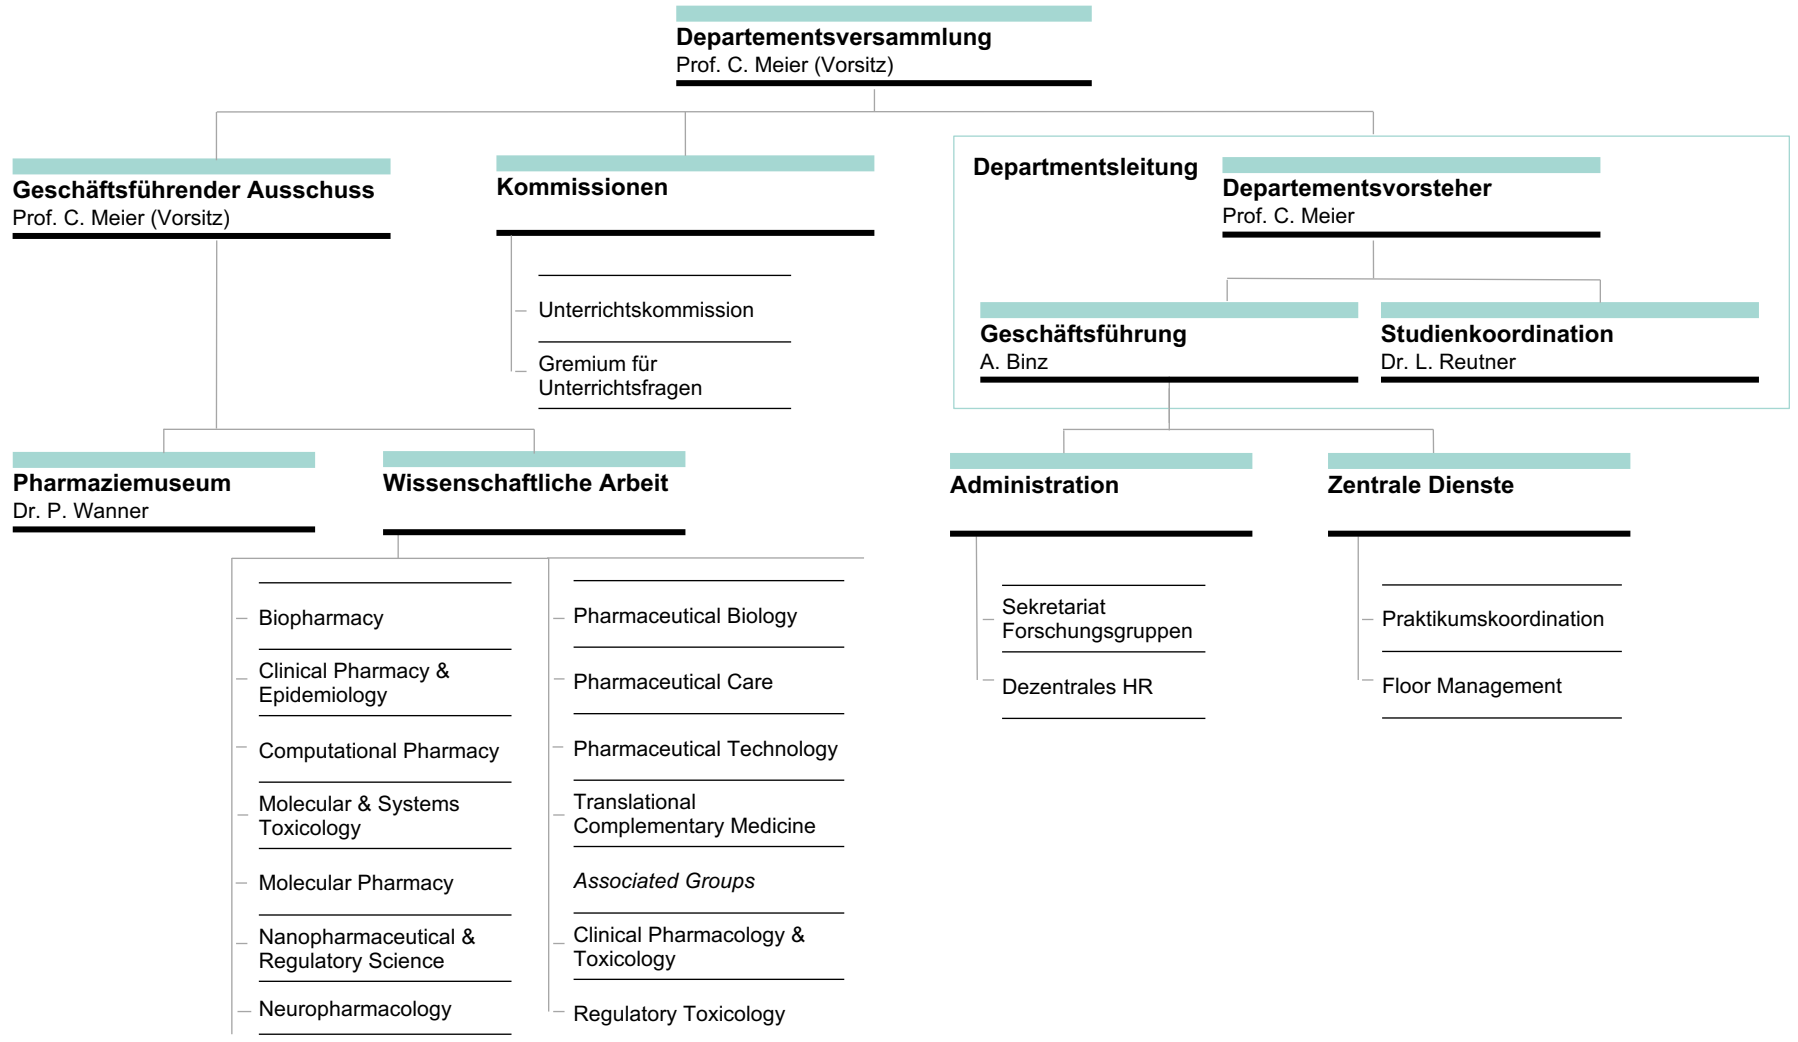 Departementsversammlung
Prof. C. Meier (Vorsitz)
Geschäftsführender Ausschuss
Prof. C. Meier (Vorsitz)
Kommissionen
Unterrichtskommission
Gremium für
Unterrichtsfragen
Departmentsleitung
Departementsvorsteher
Prof. C. Meier
Geschäftsführung
A. Binz
Studienkoordination
Dr. L. Reutner
Pharmaziemuseum
Dr. P. Wanner
Wissenschaftliche Arbeit
Biopharmacy
Clinical Pharmacy &
Epidemiology
Computational Pharmacy
Molecular & Systems
Toxicology
Molecular Pharmacy
Nanopharmaceutical &
Regulatory Science
Neuropharmacology
Pharmaceutical Biology
Pharmaceutical Care
Pharmaceutical Technology
Translational
Complementary Medicine
Associated Groups
Clinical Pharmacology &
Toxicology
Regulatory Toxicology
Administration
Sekretariat
Forschungsgruppen
Dezentrales HR
Zentrale Dienste
Praktikumskoordination
Floor Management